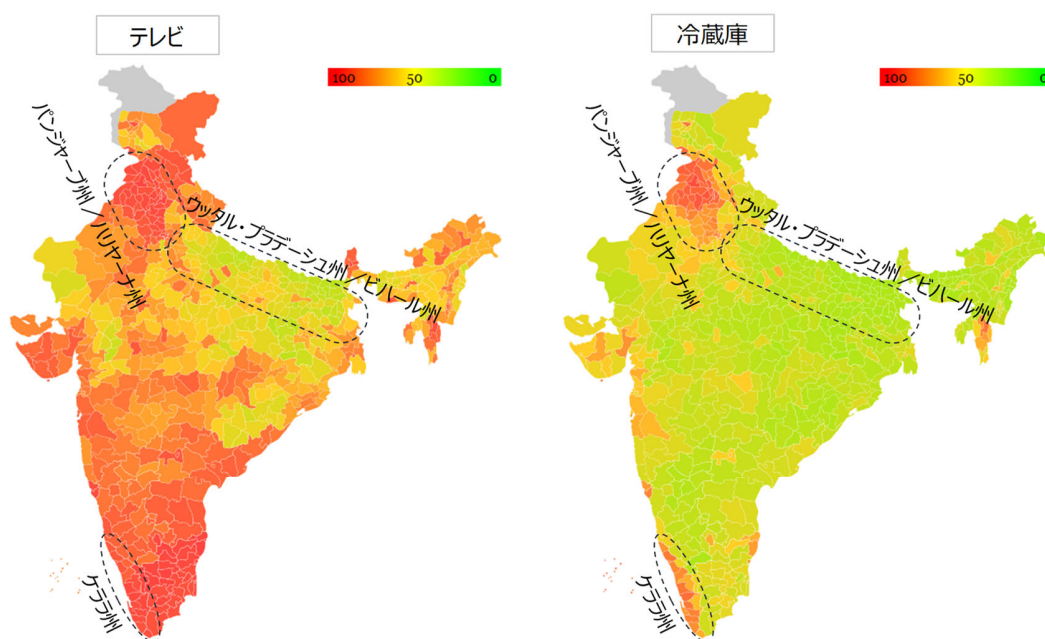 テレビ
冷蔵庫
100 50 0
100 50 0
パンジャーブ州/ハリヤーナ州
ウッタル・プラデーシュ州/ビハール州
ケララ州
パンジャーブ州/ハリヤーナ州
ウッタル・プラデーシュ州/ビハール州
ケララ州